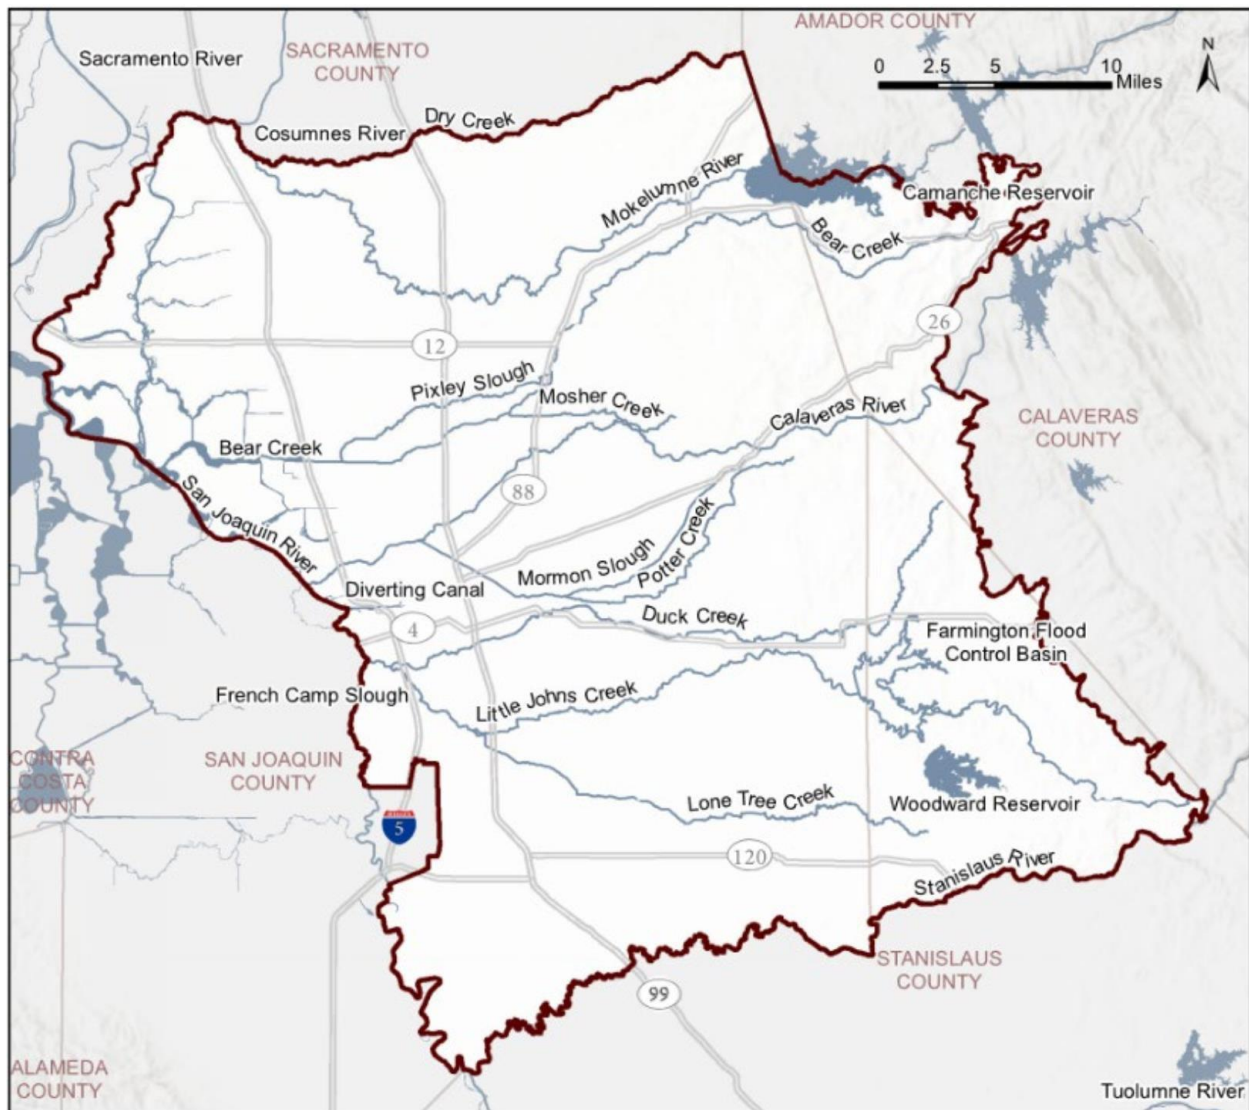 AMADOR COUNTY
Sacramento River
SACRAMENTO
COUNTY
N
0 2.5 5 10
Miles
Dry Creek
Cosumnes River
Mokelumne River
Camanche Reservoir
Bear Creek
26
12
Pixley Slough
Mosher Creek
Calaveras River
CALAVERAS
COUNTY
Bear Creek
88
San Joaquin River
Mormon Slough
Potter Creek
Diverting Canal
Duck Creek
4
Farmington Flood
Control Basin
French Camp Slough
Little Johns Creek
CONTRA
COSTA
COUNTY
SAN JOAQUIN
COUNTY
Lone Tree Creek
Woodward Reservoir
5
120
Stanislaus River
STANISLAUS
COUNTY
99
ALAMEDA
COUNTY
Tuolumne River